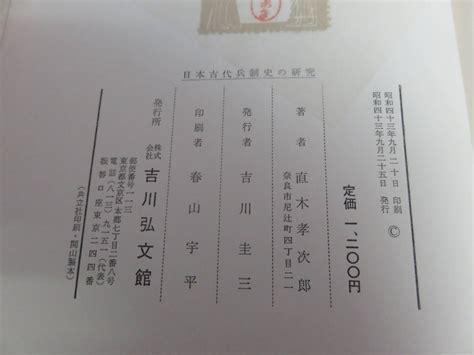 日本古代兵制史の研究
昭和四十三年九月二十日 印刷
昭和四十三年九月二十五日 発行
©
定価 一、二〇〇円
著者 直木孝次郎
奈良市尼辻町四丁目二一
発行者 吉川圭三
印刷者 春山宇平
発行所 株式会社 吉川弘文館
郵便番号一一三
東京都文京区本郷七丁目二番八号
電話(八一三)九一五一(代表)
振替口座東京二四四番
(共立社印刷・関山製本)